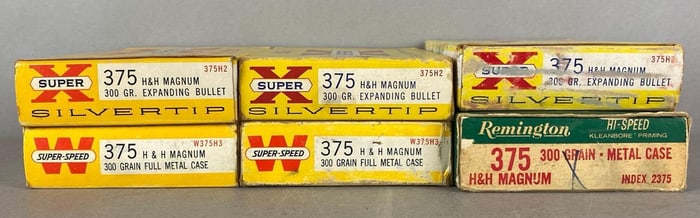 X
SUPER
375 H&H MAGNUM
375H2
300 GR. EXPANDING BULLET
SILVERTIP
X
SUPER
375 H&H MAGNUM
375H2
300 GR. EXPANDING BULLET
SILVERTIP
X
SUPER
375 H&H MAGNUM
375H2
300 GR. EXPANDING BULLET
SILVERTIP
W
SUPER-SPEED
375 H & H MAGNUM
W375H3
300 GRAIN FULL METAL CASE
W
SUPER-SPEED
375 H & H MAGNUM
W375H3
300 GRAIN FULL METAL CASE
Remington HI-SPEED
KLEANBORE PRIMING
375 300 GRAIN · METAL CASE
H&H MAGNUM INDEX 2375